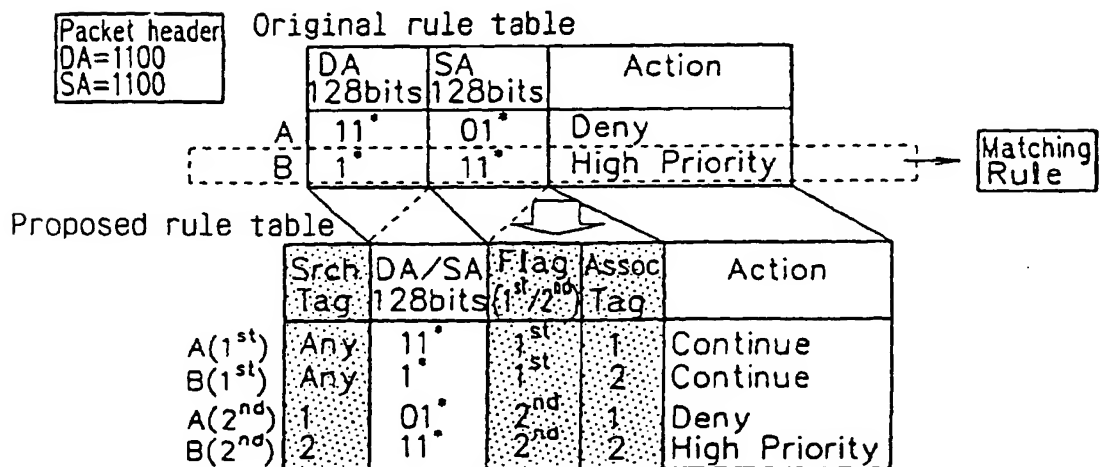 Packet header
DA=1100
SA=1100
Original rule table
DA 128bits SA 128bits Action
A 11* 01* Deny
B 1* 11* High Priority
Matching Rule
Proposed rule table
Srch Tag DA/SA 128bits Flag (1st/2nd) Assoc Tag Action
A(1st) Any 11* 1st 1 Continue
B(1st) Any 1* 1st 2 Continue
A(2nd) 1 01* 2nd 1 Deny
B(2nd) 2 11* 2nd 2 High Priority